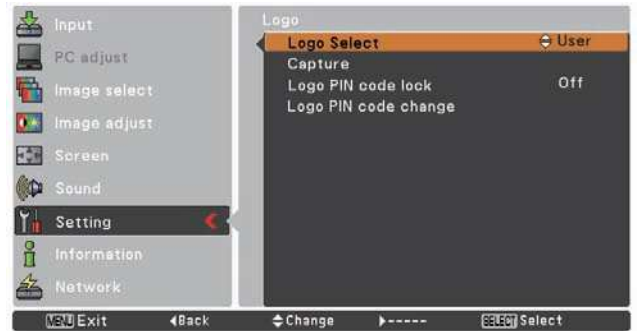 Input
PC adjust
Image select
Image adjust
Screen
Sound
Setting
Information
Network
Logo
Logo Select User
Capture
Logo PIN code lock Off
Logo PIN code change
MENU Exit Back Change ----- SELECT Select